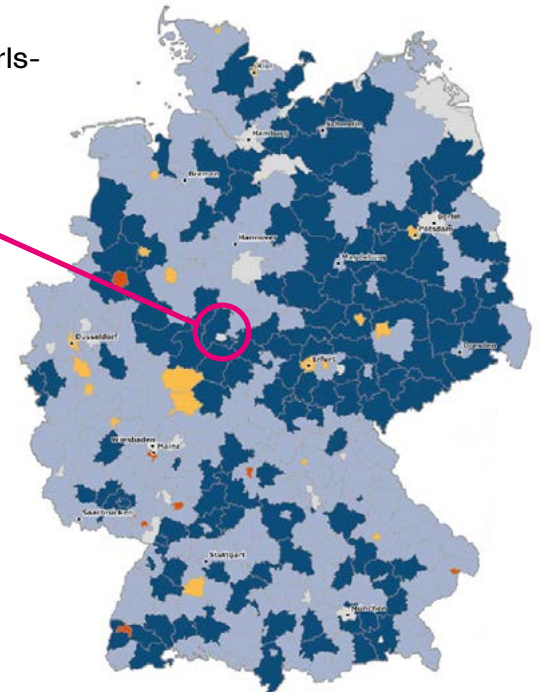 rls-
Kiel
Hamburg
Schwerin
Bremen
Berlin
Potsdam
Hannover
Magdeburg
Düsseldorf
Erfurt
Dresden
Wiesbaden
Mainz
Saarbrücken
Stuttgart
München